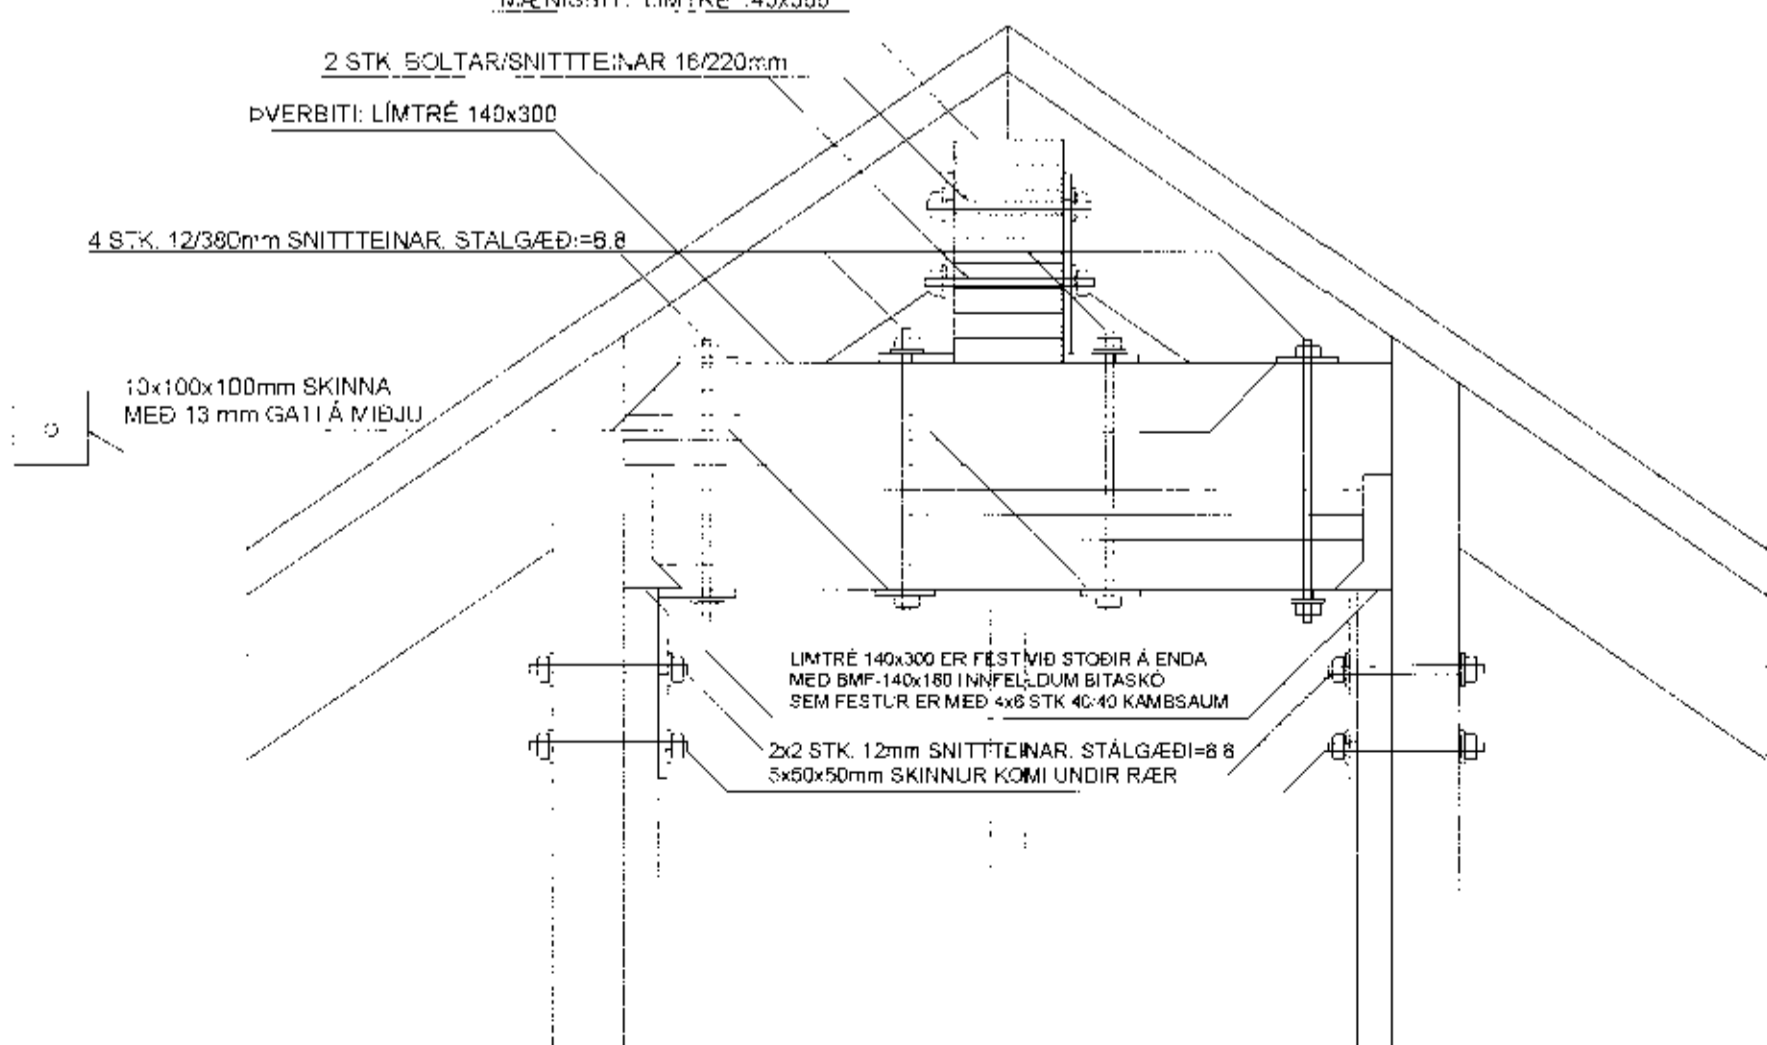 LÍMTRÉ
2 STK. BOLTAR/SNITTTEINAR 16/220mm
ÞVERBITI: LÍMTRÉ 140x300
4 STK. 12/380mm SNITTTEINAR. STÁLGÆÐI=8.8
10x100x100mm SKINNA
MEÐ 13 mm GATI Á MIÐJU
LÍMTRÉ 140x300 ER FEST VIÐ STOÐIR Á ENDA
MEÐ BMF-140x180 INNFELLDUM BITASKÓ
SEM FESTUR ER MEÐ 4x6 STK 40/40 KAMBSAUM
2x2 STK. 12mm SNITTTEINAR. STÁLGÆÐI=8.8
5x50x50mm SKINNUR KOMI UNDIR RÆR